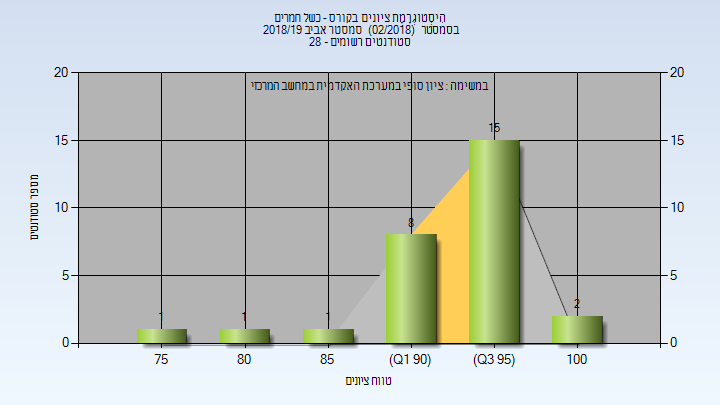 היסטוגרמת ציונים בקורס - כשל חמרים
בסמסטר (02/2018) סמסטר אביב 2018/19
סטודנטים רשומים - 28
במשימה : ציון סופי במערכת האקדמית במחשב המרכזי
מספר סטודנטים
20
15
10
5
0
20
15
10
5
0
1
1
1
8
15
2
75
80
85
(Q1 90)
(Q3 95)
100
טווח ציונים